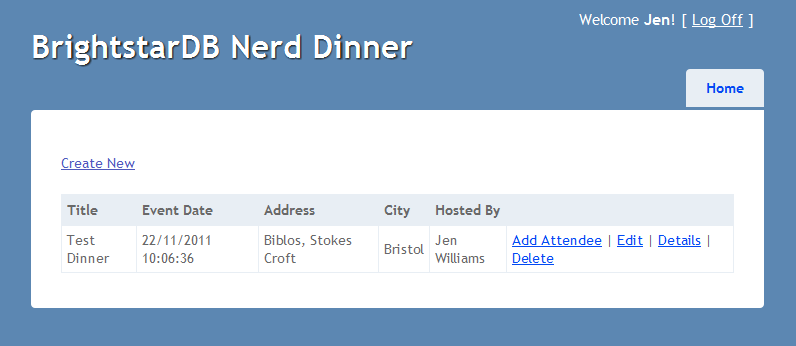 Welcome Jen! [ Log Off ]
BrightstarDB Nerd Dinner
Home
Create New
Title Event Date Address City Hosted By
Test Dinner 22/11/2011 10:06:36 Biblos, Stokes Croft Bristol Jen Williams Add Attendee | Edit | Details | Delete